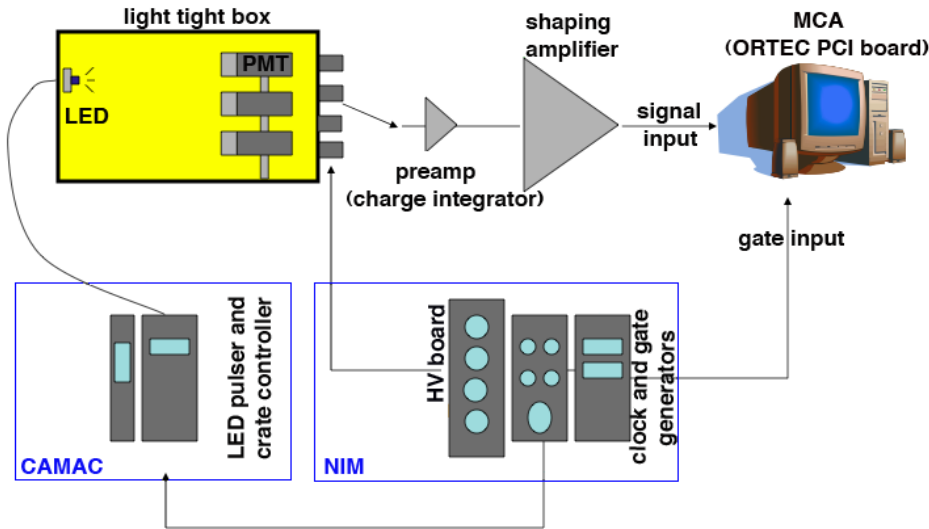 light tight box
PMT
LED
shaping
amplifier
MCA
(ORTEC PCI board)
signal
input
preamp
(charge integrator)
gate input
LED pulser and
crate controller
CAMAC
HV board
clock and gate
generators
NIM